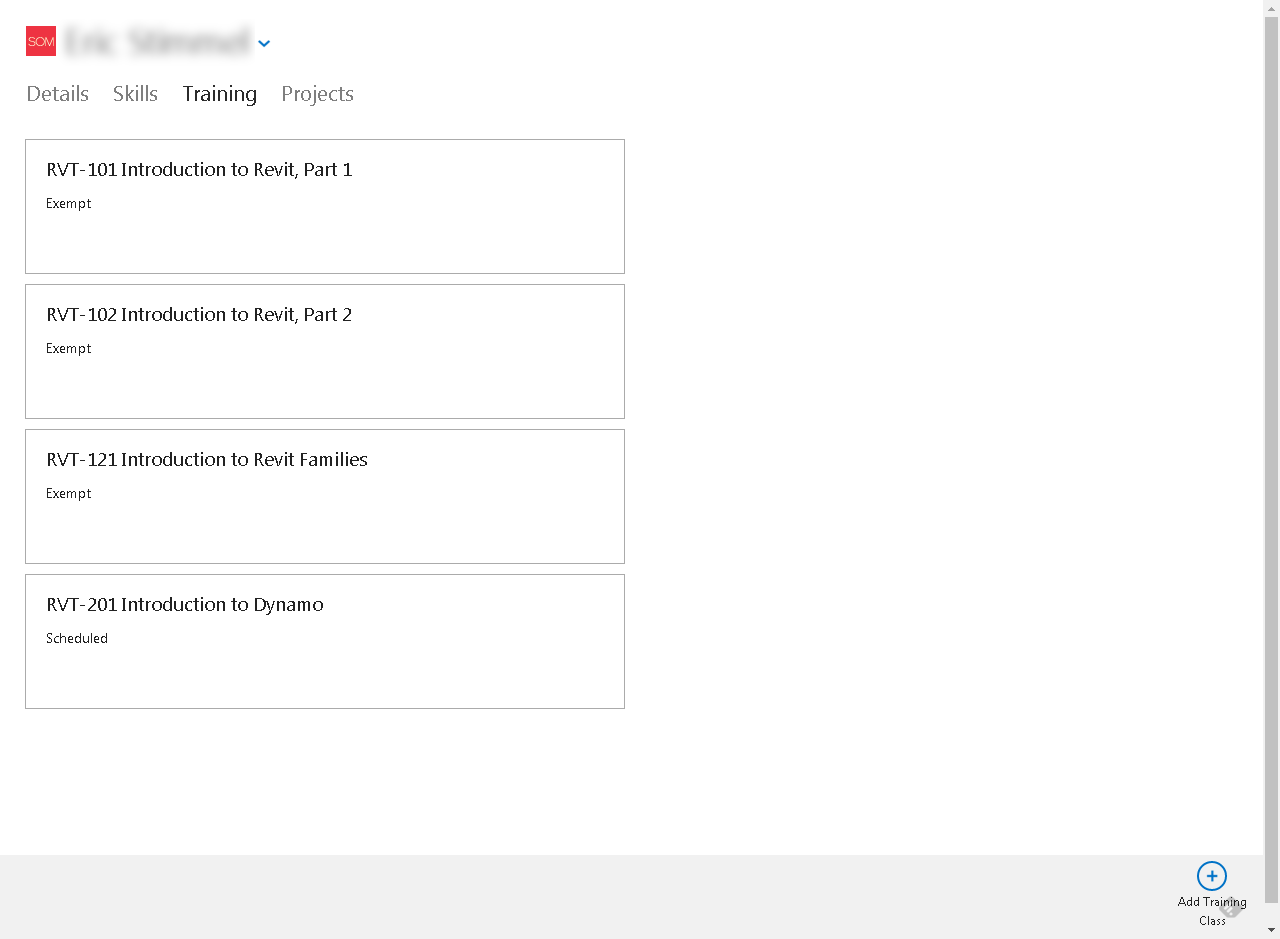 SOM
Details Skills Training Projects
RVT-101 Introduction to Revit, Part 1
Exempt
RVT-102 Introduction to Revit, Part 2
Exempt
RVT-121 Introduction to Revit Families
Exempt
RVT-201 Introduction to Dynamo
Scheduled
Add Training
Class